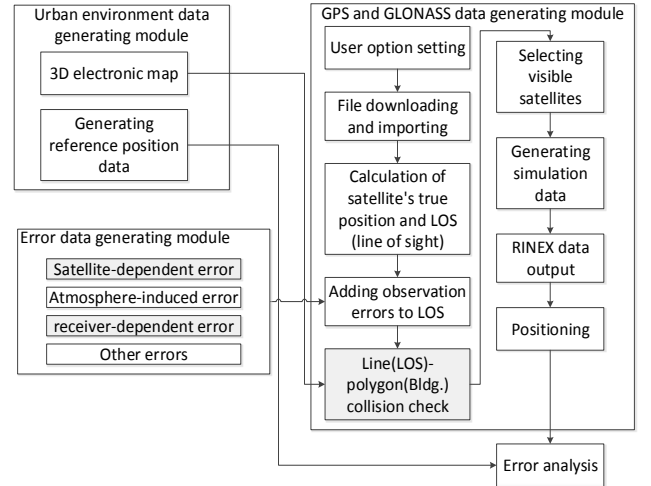 Urban environment data
generating module
3D electronic map
Generating
reference position
data
Error data generating module
Satellite-dependent error
Atmosphere-induced error
receiver-dependent error
Other errors
GPS and GLONASS data generating module
User option setting
File downloading
and importing
Calculation of
satellite's true
position and LOS
(line of sight)
Adding observation
errors to LOS
Line(LOS)-
polygon(Bldg.)
collision check
Selecting
visible
satellites
Generating
simulation
data
RINEX data
output
Positioning
Error analysis